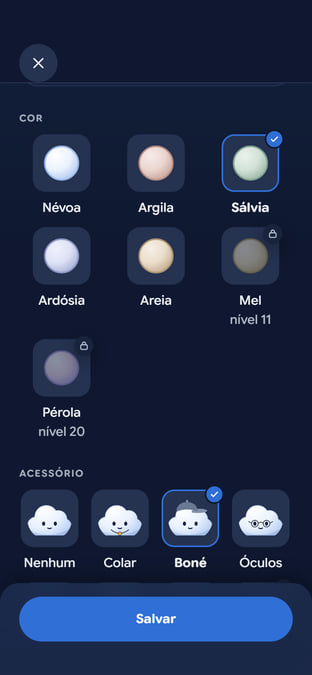 COR
Névoa
Argila
Sálvia
Ardósia
Areia
Mel
nível 11
Pérola
nível 20
ACESSÓRIO
Nenhum
Colar
Boné
Óculos
Salvar